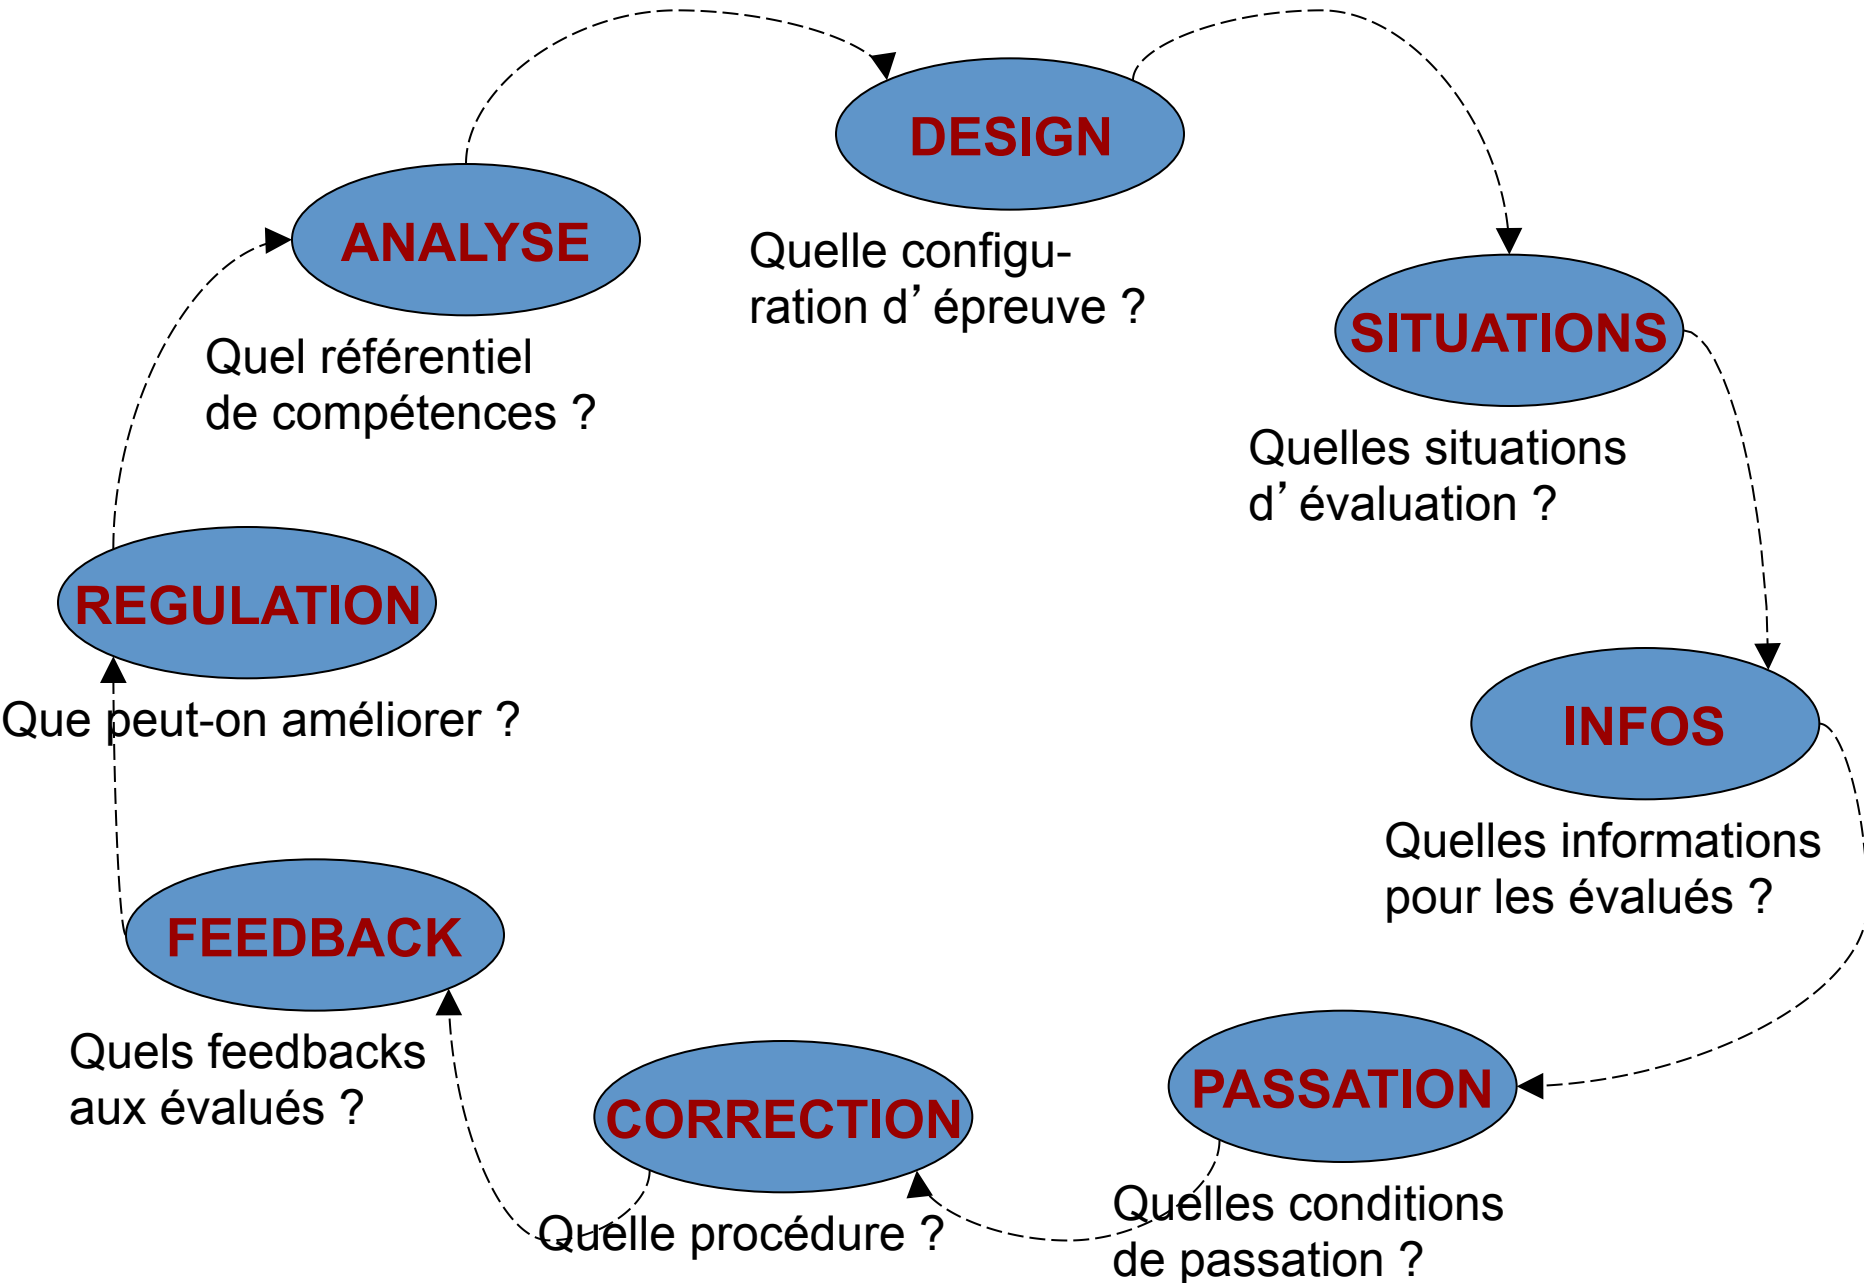 DESIGN
Quelle configu-
ration d’ épreuve ?
ANALYSE
Quel référentiel
de compétences ?
SITUATIONS
Quelles situations
d’ évaluation ?
INFOS
Quelles informations
pour les évalués ?
PASSATION
Quelles conditions
de passation ?
CORRECTION
Quelle procédure ?
FEEDBACK
Quels feedbacks
aux évalués ?
REGULATION
Que peut-on améliorer ?